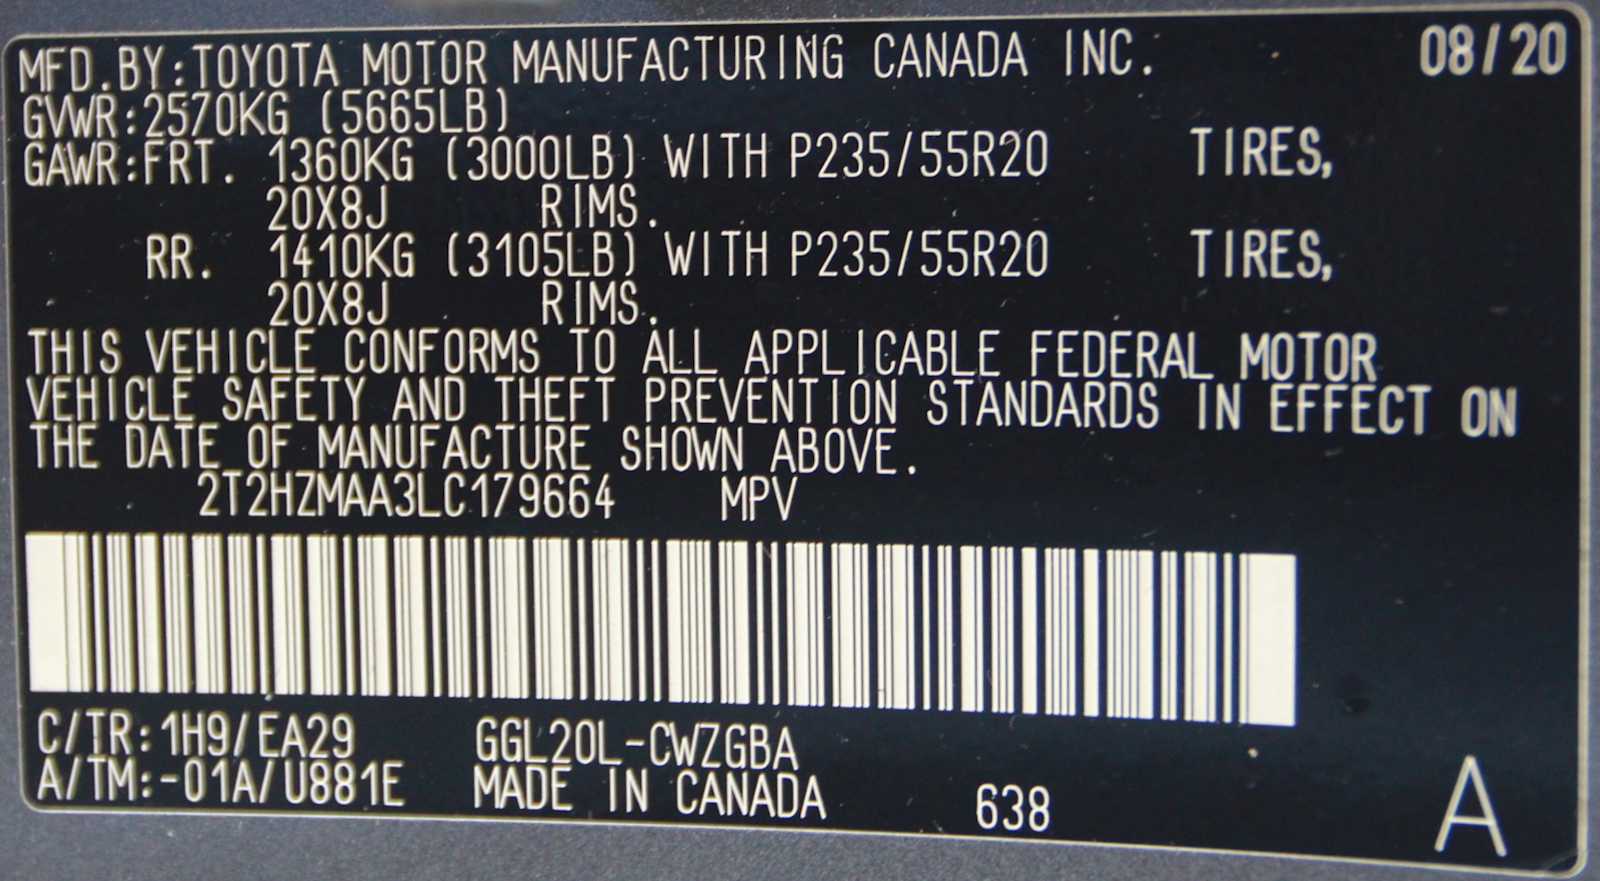 MFD.BY:TOYOTA MOTOR MANUFACTURING CANADA INC. 08/20
GVWR:2570KG (5665LB)
GAWR:FRT. 1360KG (3000LB) WITH P235/55R20 TIRES,
20X8J RIMS.
RR. 1410KG (3105LB) WITH P235/55R20 TIRES,
20X8J RIMS.
THIS VEHICLE CONFORMS TO ALL APPLICABLE FEDERAL MOTOR
VEHICLE SAFETY AND THEFT PREVENTION STANDARDS IN EFFECT ON
THE DATE OF MANUFACTURE SHOWN ABOVE.
2T2HZMAA3LC179664 MPV
C/TR:1H9/EA29 GGL20L-CWZGBA
A/TM:-01A/U881E MADE IN CANADA 638 A